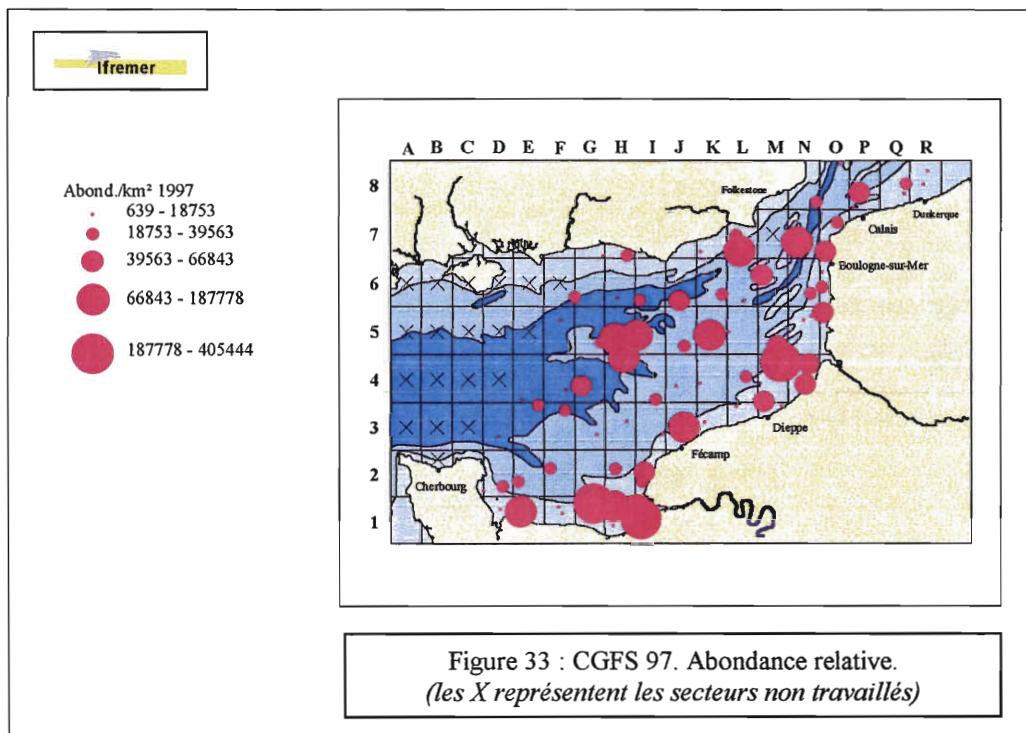 Ifremer
Abond./km² 1997
639 - 18753
18753 - 39563
39563 - 66843
66843 - 187778
187778 - 405444
A B C D E F G H I J K L M N O P Q R
8
7
6
5
4
3
2
1
Folkestone
Dunkerque
Calais
Boulogne-sur-Mer
Dieppe
Fécamp
Cherbourg
X
X X X X X
X X X X
X X X X
X X X
X
Figure 33 : CGFS 97. Abondance relative.
(les X représentent les secteurs non travaillés)